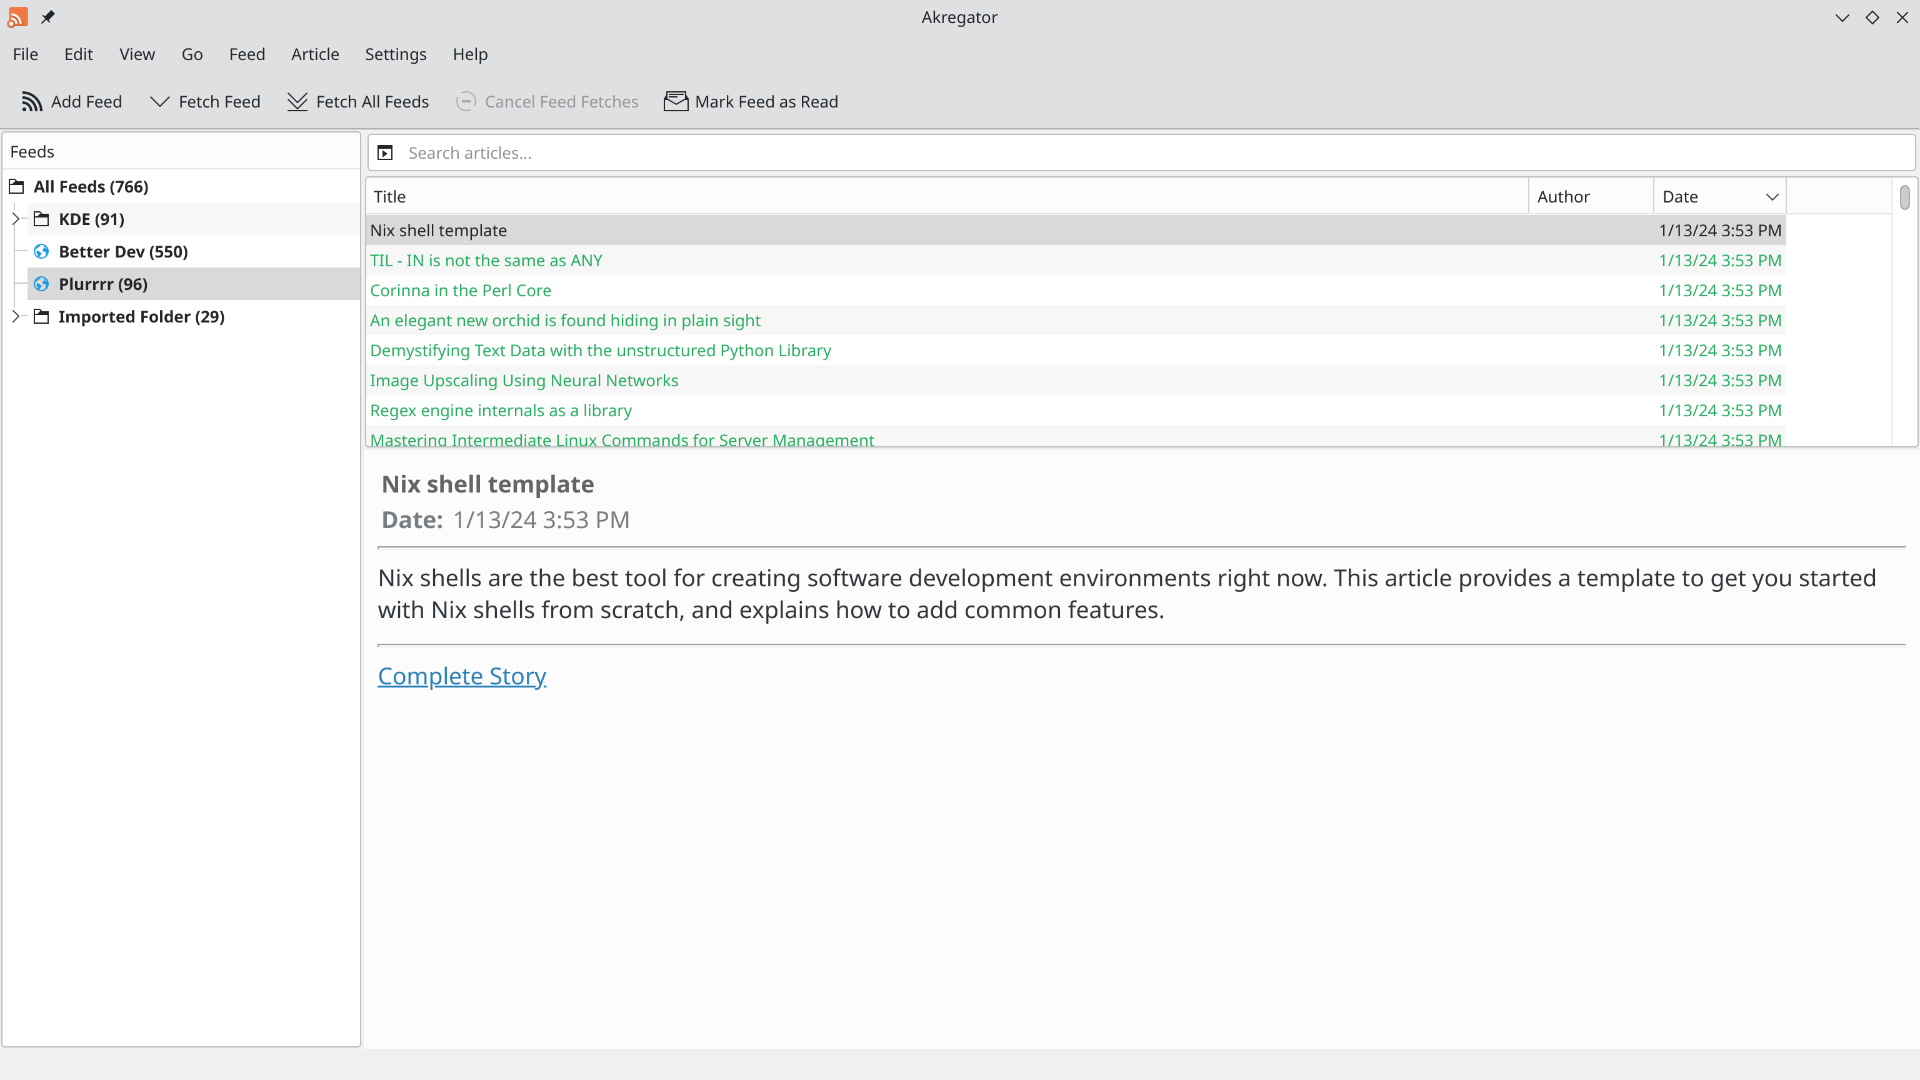 Akregator
File Edit View Go Feed Article Settings Help
Add Feed Fetch Feed Fetch All Feeds Cancel Feed Fetches Mark Feed as Read
Feeds
All Feeds (766)
KDE (91)
Better Dev (550)
Plurrrr (96)
Imported Folder (29)
Search articles...
Title Author Date
Nix shell template 1/13/24 3:53 PM
TIL - IN is not the same as ANY 1/13/24 3:53 PM
Corinna in the Perl Core 1/13/24 3:53 PM
An elegant new orchid is found hiding in plain sight 1/13/24 3:53 PM
Demystifying Text Data with the unstructured Python Library 1/13/24 3:53 PM
Image Upscaling Using Neural Networks 1/13/24 3:53 PM
Regex engine internals as a library 1/13/24 3:53 PM
Mastering Intermediate Linux Commands for Server Management 1/13/24 3:53 PM
Nix shell template
Date: 1/13/24 3:53 PM
Nix shells are the best tool for creating software development environments right now. This article provides a template to get you started
with Nix shells from scratch, and explains how to add common features.
Complete Story